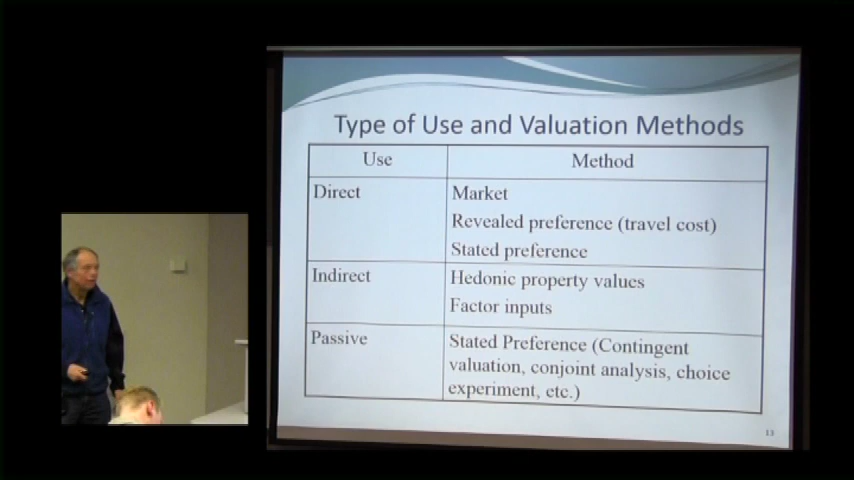 Type of Use and Valuation Methods
Use
Method
Direct
Market
Revealed preference (travel cost)
Stated preference
Indirect
Hedonic property values
Factor inputs
Passive
Stated Preference (Contingent
valuation, conjoint analysis, choice
experiment, etc.)
13